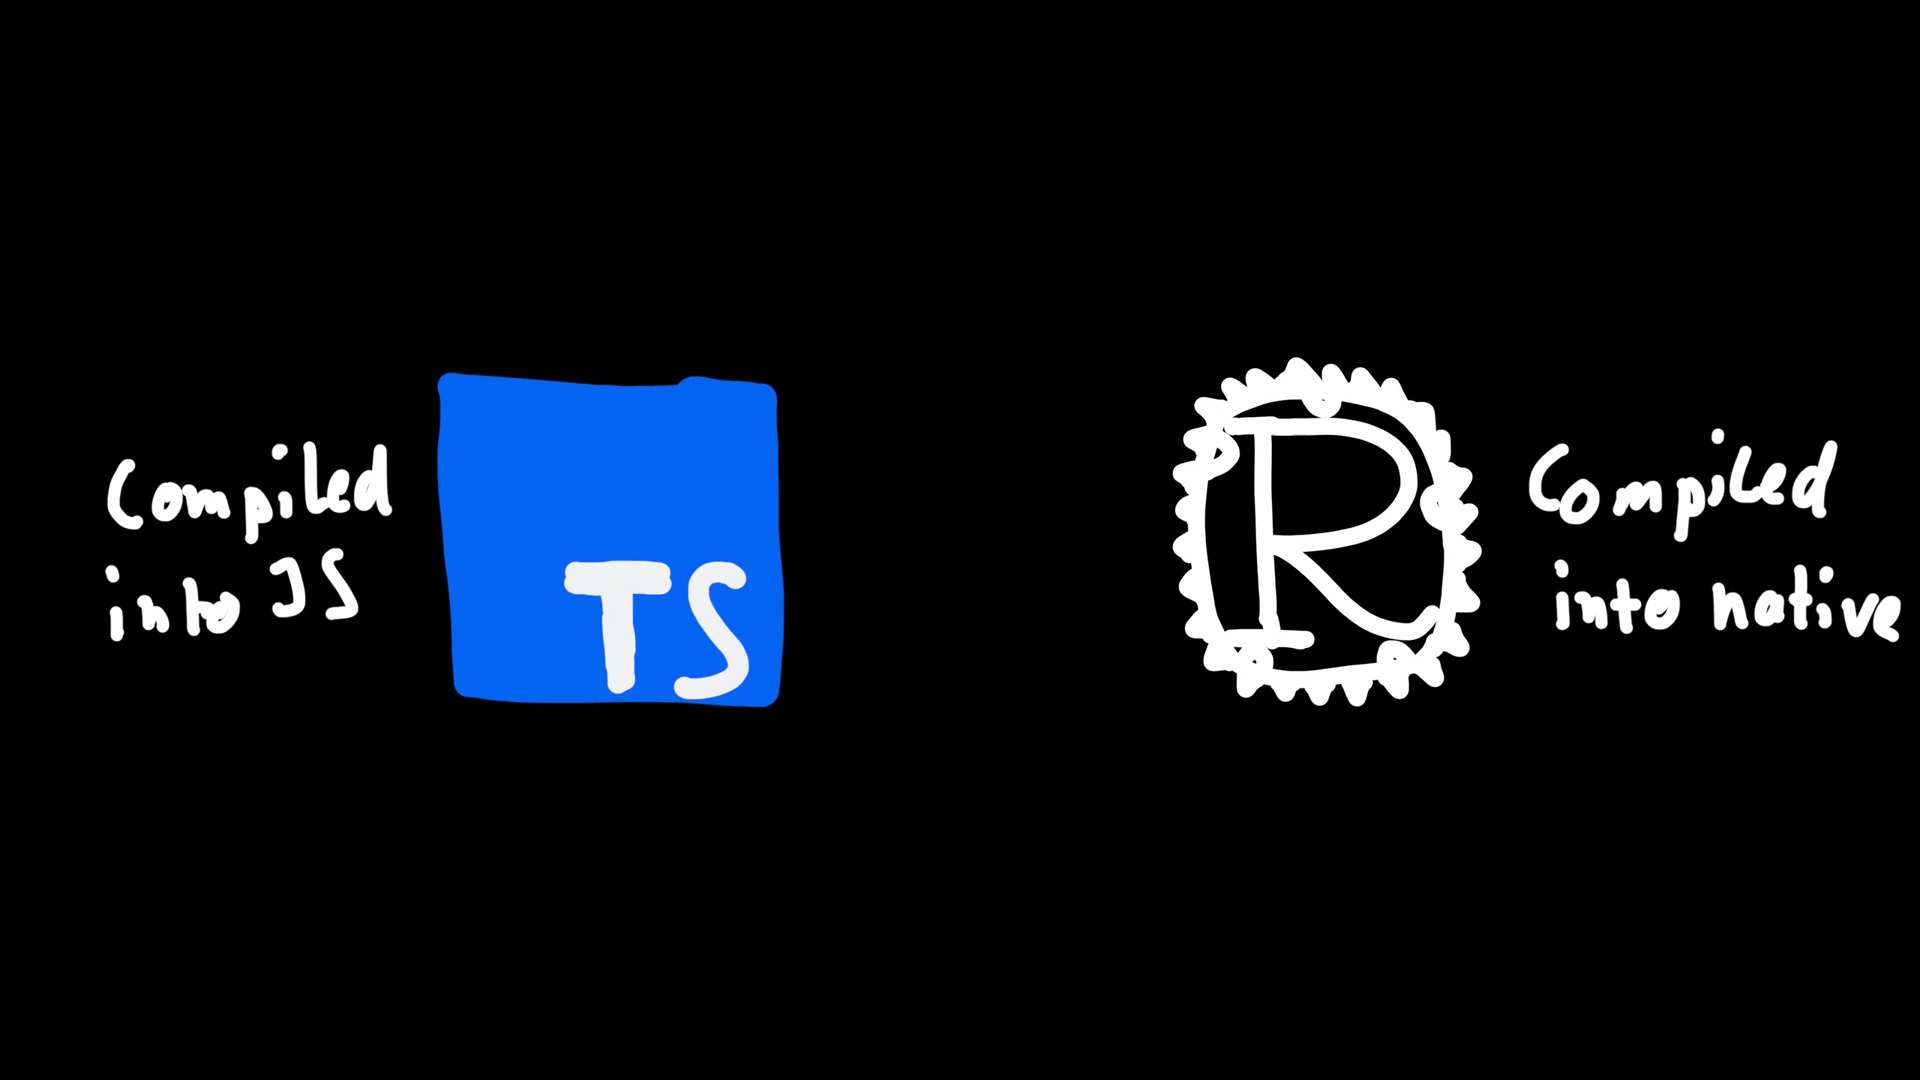 Compiled
into JS
TS
R
Compiled
into native